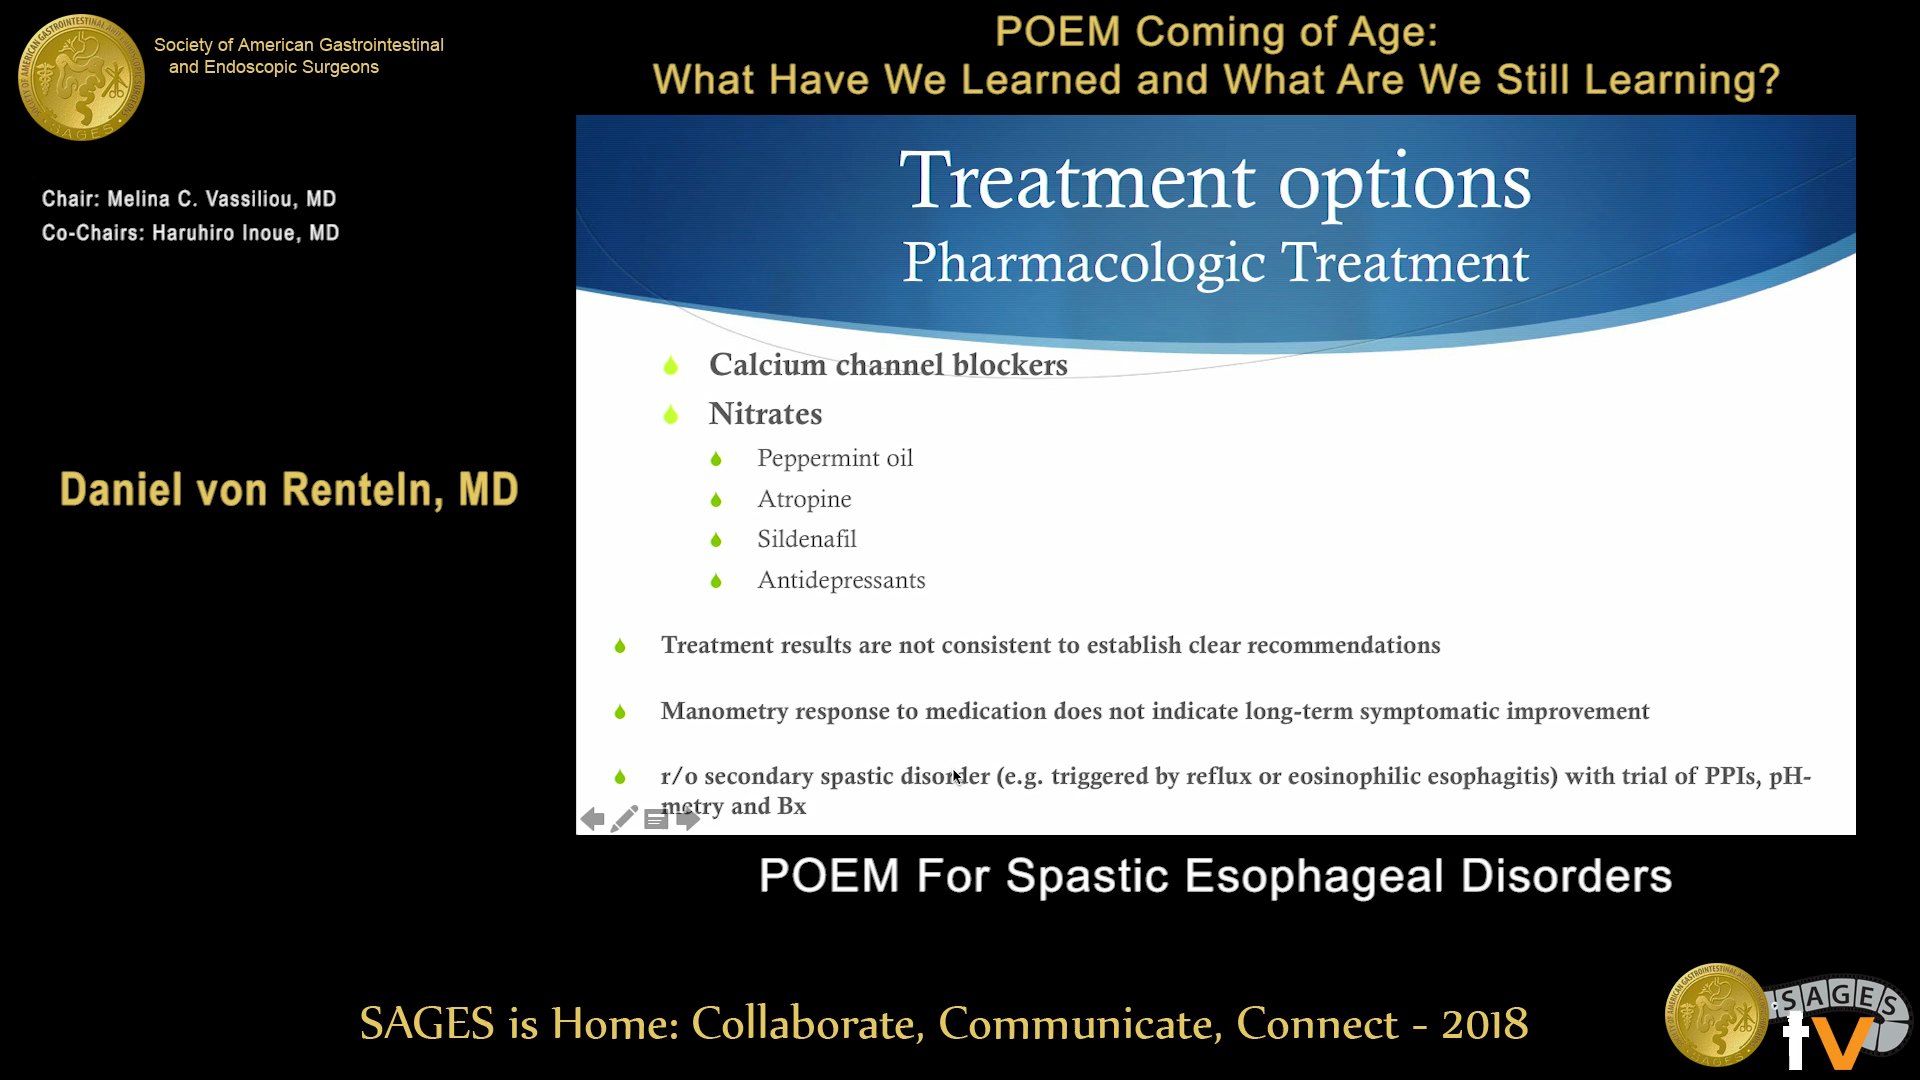 Society of American Gastrointestinal
and Endoscopic Surgeons
POEM Coming of Age:
What Have We Learned and What Are We Still Learning?
Chair: Melina C. Vassiliou, MD
Co-Chairs: Haruhiro Inoue, MD
Daniel von Renteln, MD
Treatment options
Pharmacologic Treatment
Calcium channel blockers
Nitrates
Peppermint oil
Atropine
Sildenafil
Antidepressants
Treatment results are not consistent to establish clear recommendations
Manometry response to medication does not indicate long-term symptomatic improvement
r/o secondary spastic disorder (e.g. triggered by reflux or eosinophilic esophagitis) with trial of PPIs, pH-
metry and Bx
POEM For Spastic Esophageal Disorders
SAGES is Home: Collaborate, Communicate, Connect - 2018
SAGES
tv